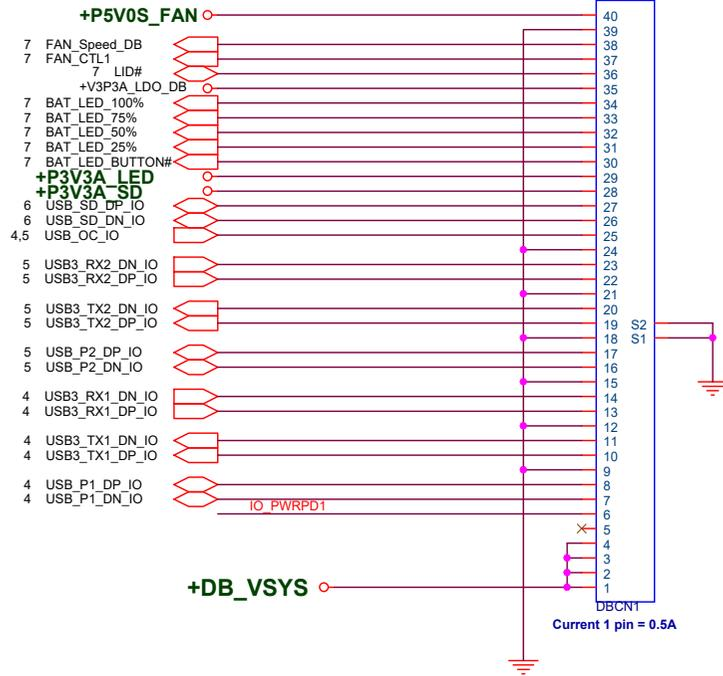 +P5V0S_FAN 40
39
7 FAN_Speed_DB 38
7 FAN_CTL1 37
7 LID# 36
+V3P3A_LDO_DB 35
7 BAT_LED_100% 34
7 BAT_LED_75% 33
7 BAT_LED_50% 32
7 BAT_LED_25% 31
7 BAT_LED_BUTTON# 30
+P3V3A_LED 29
+P3V3A_SD 28
6 USB_SD_DP_IO 27
6 USB_SD_DN_IO 26
4,5 USB_OC_IO 25
24
5 USB3_RX2_DN_IO 23
5 USB3_RX2_DP_IO 22
21
5 USB3_TX2_DN_IO 20
5 USB3_TX2_DP_IO 19 S2
18 S1
5 USB_P2_DP_IO 17
5 USB_P2_DN_IO 16
15
4 USB3_RX1_DN_IO 14
4 USB3_RX1_DP_IO 13
12
4 USB3_TX1_DN_IO 11
4 USB3_TX1_DP_IO 10
9
4 USB_P1_DP_IO 8
4 USB_P1_DN_IO 7
IO_PWRPD1 6
5
4
3
2
+DB_VSYS 1
DBCN1
Current 1 pin = 0.5A